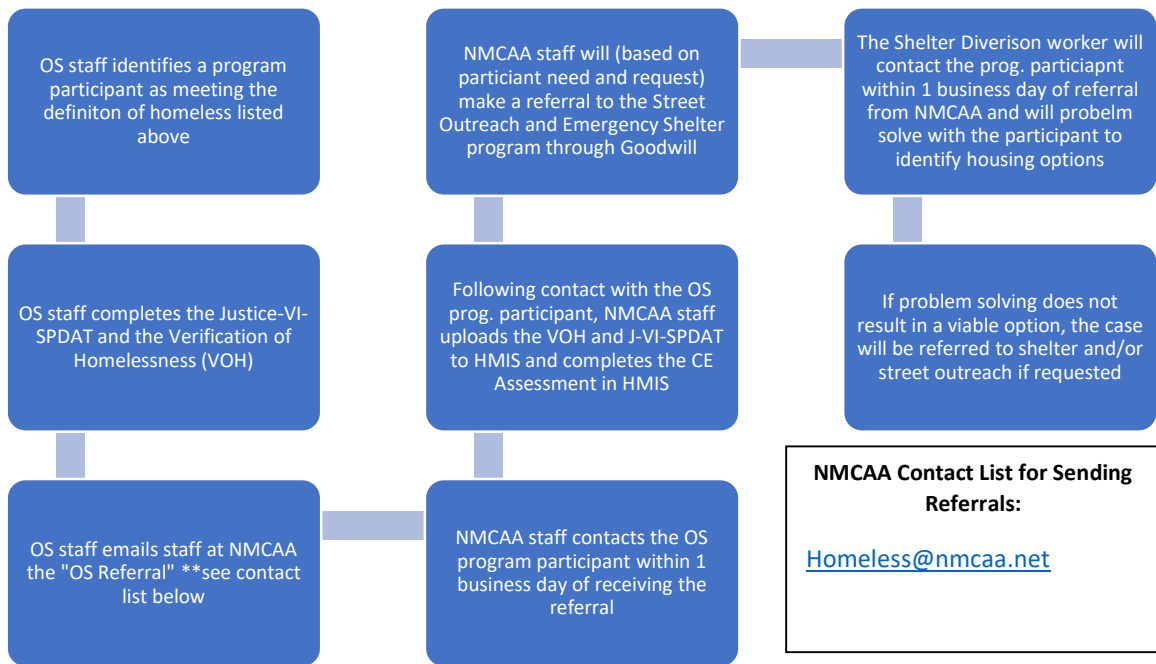 OS staff identifies a program
participant as meeting the
definiton of homeless listed
above
OS staff completes the Justice-VI-
SPDAT and the Verification of
Homelessness (VOH)
OS staff emails staff at NMCAA
the "OS Referral" **see contact
list below
NMCAA staff contacts the OS
program participant within 1
business day of receiving the
referral
Following contact with the OS
prog. participant, NMCAA staff
uploads the VOH and J-VI-SPDAT
to HMIS and completes the CE
Assessment in HMIS
NMCAA staff will (based on
particiant need and request)
make a referral to the Street
Outreach and Emergency Shelter
program through Goodwill
The Shelter Diverison worker will
contact the prog. particiapnt
within 1 business day of referral
from NMCAA and will probelm
solve with the participant to
identify housing options
If problem solving does not
result in a viable option, the case
will be referred to shelter and/or
street outreach if requested
NMCAA Contact List for Sending
Referrals:
Homeless@nmcaa.net